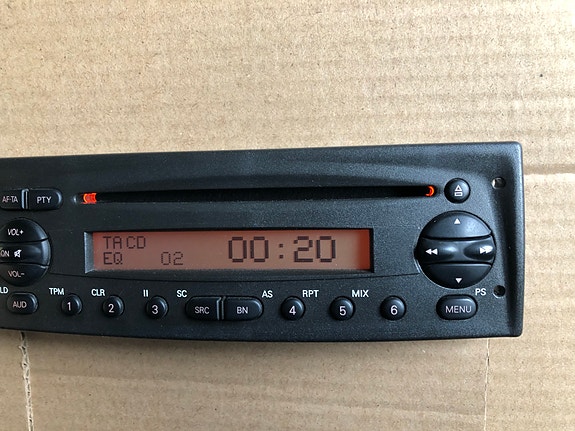 AF-TA PTY
VOL+
ON
VOL-
TA CD
EQ 02 00:20
LD TPM CLR II SC AS RPT MIX PS
AUD 1 2 3 SRC BN 4 5 6 MENU